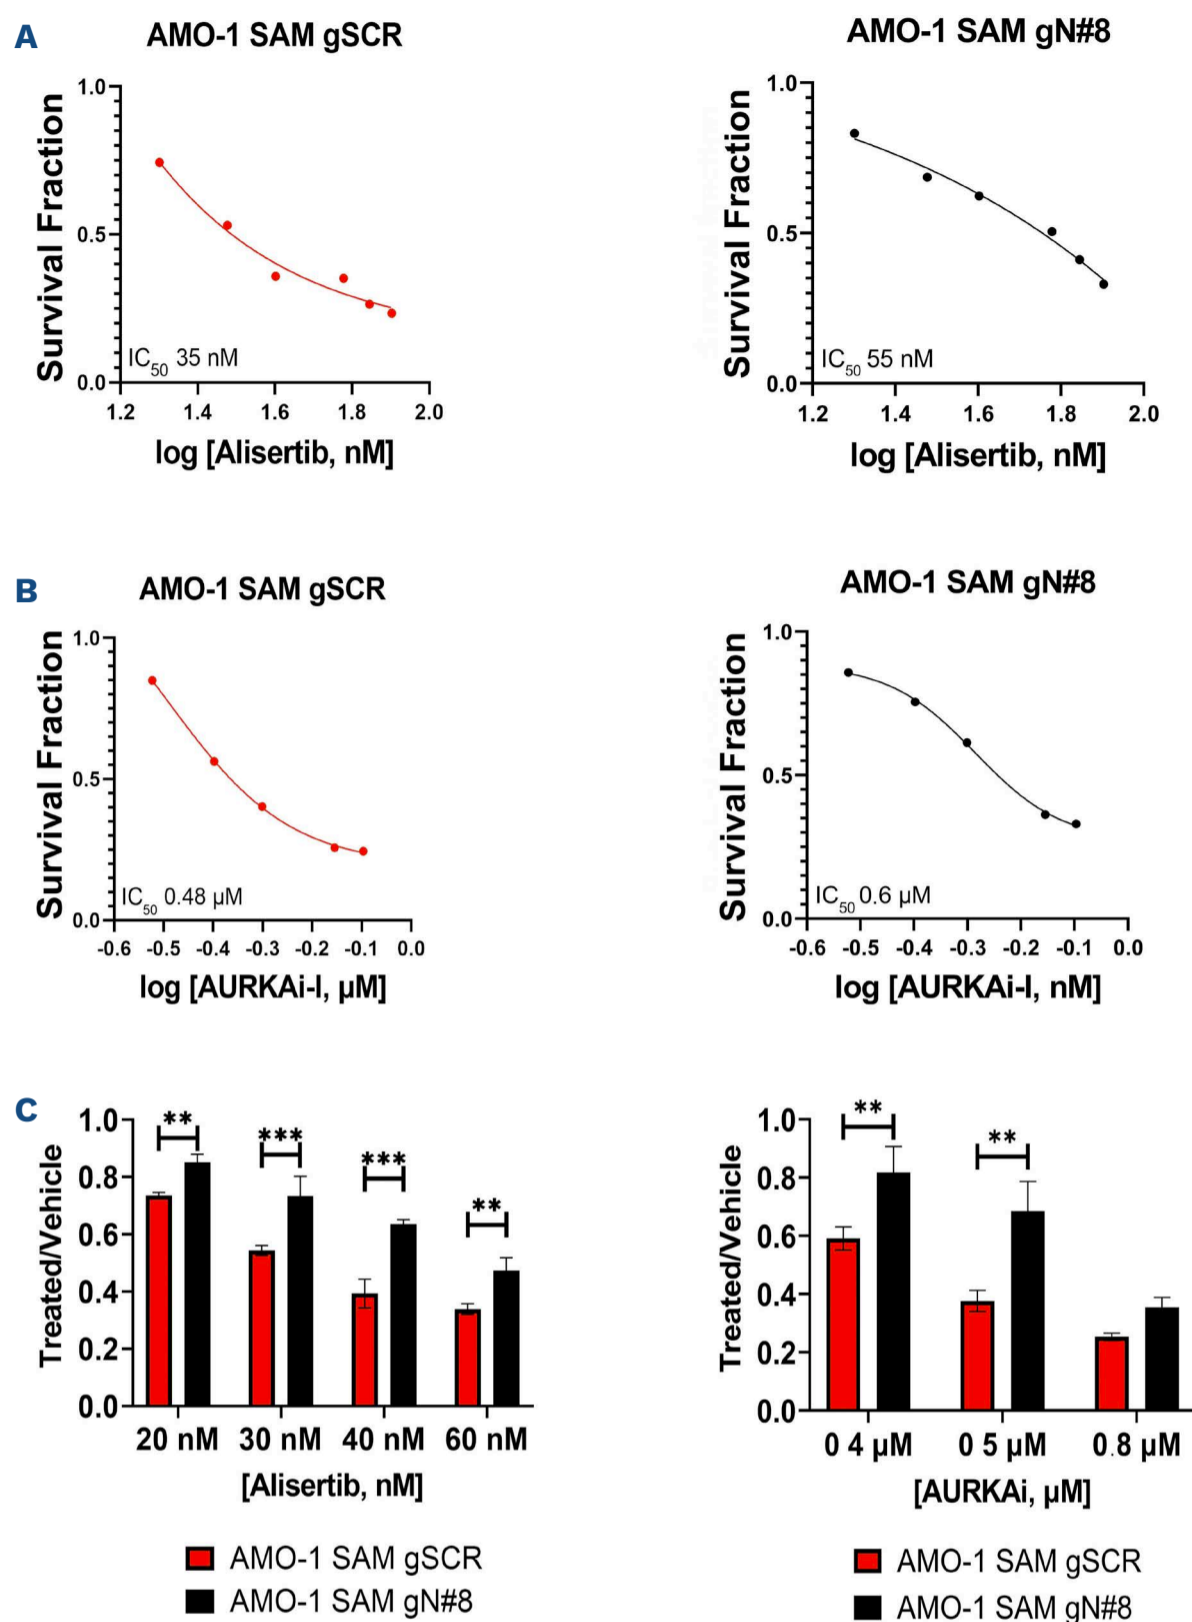 A
AMO-1 SAM gSCR
Survival Fraction
1.0
0.5
0.0
IC50 35 nM
1.2 1.4 1.6 1.8 2.0
log [Alisertib, nM]
AMO-1 SAM gN#8
Survival Fraction
1.0
0.5
0.0
IC50 55 nM
1.2 1.4 1.6 1.8 2.0
log [Alisertib, nM]
B
AMO-1 SAM gSCR
Survival Fraction
1.0
0.5
0.0
IC50 0.48 µM
-0.6 -0.5 -0.4 -0.3 -0.2 -0.1 0.0
log [AURKAi-I, µM]
AMO-1 SAM gN#8
Survival Fraction
1.0
0.5
0.0
IC50 0.6 µM
-0.6 -0.5 -0.4 -0.3 -0.2 -0.1 0.0
log [AURKAi-I, nM]
C
Treated/Vehicle
1.0
0.8
0.6
0.4
0.2
0.0
** *** *** **
20 nM 30 nM 40 nM 60 nM
[Alisertib, nM]
AMO-1 SAM gSCR
AMO-1 SAM gN#8
Treated/Vehicle
1.0
0.8
0.6
0.4
0.2
0.0
** **
0 4 µM 0 5 µM 0.8 µM
[AURKAi, µM]
AMO-1 SAM gSCR
AMO-1 SAM gN#8